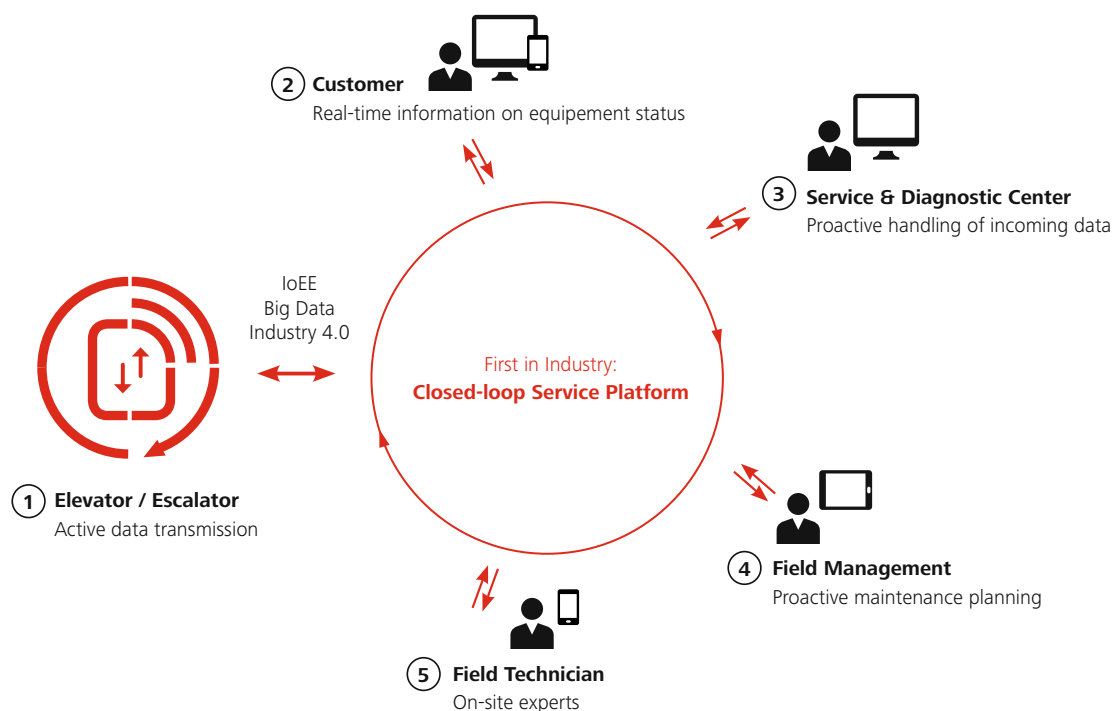 2 Customer
Real-time information on equipement status
3 Service & Diagnostic Center
Proactive handling of incoming data
IoEE
Big Data
Industry 4.0
First in Industry:
Closed-loop Service Platform
1 Elevator / Escalator
Active data transmission
4 Field Management
Proactive maintenance planning
5 Field Technician
On-site experts